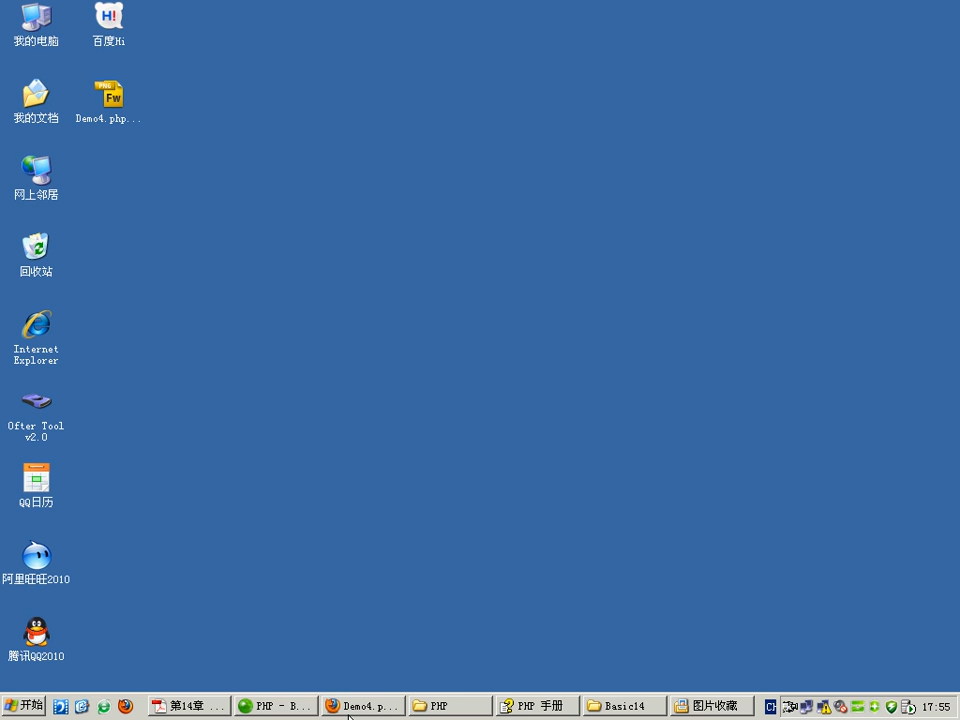 我的电脑
百度Hi
H!
我的文档
PNG
Fw
Demo4.php...
网上邻居
回收站
Internet
Explorer
Ofter Tool
v2.0
QQ日历
阿里旺旺2010
腾讯QQ2010
开始
第14章 ...
PHP - B...
Demo4.p...
PHP
PHP 手册
Basic14
图片收藏
CH
17:55